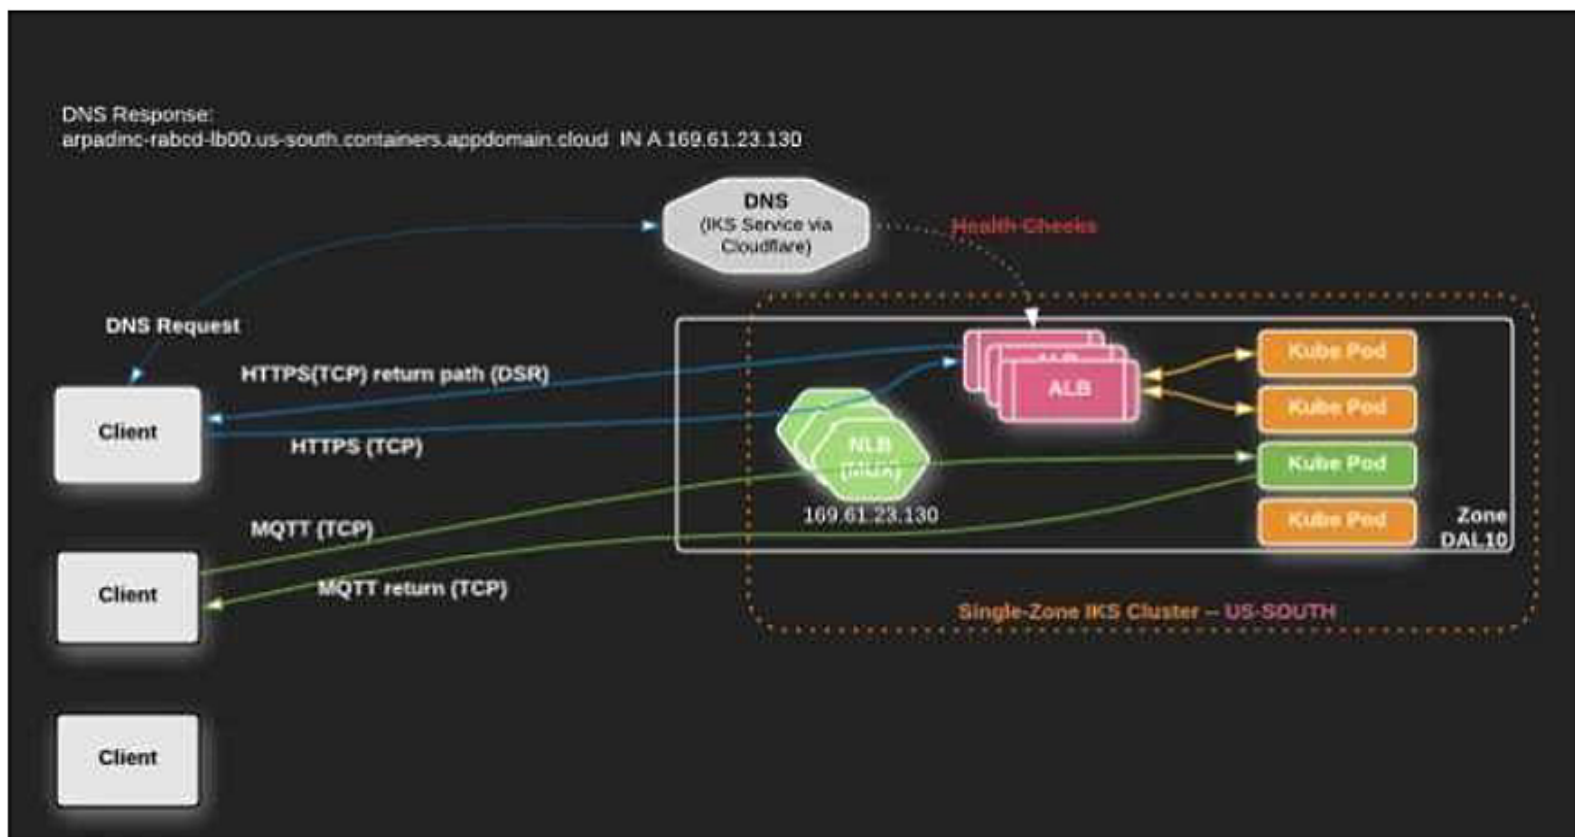 DNS Response:
arpadinc-rabcd-lb00.us-south.containers.appdomain.cloud IN A 169.61.23.130
DNS
(IKS Service via
Cloudflare)
Health Checks
DNS Request
HTTPS(TCP) return path (DSR)
Client
HTTPS (TCP)
ALB
ALB
Kube Pod
Kube Pod
NLB
(MUX)
Kube Pod
169.61.23.130
Kube Pod
Zone
DAL10
MQTT (TCP)
Client
MQTT return (TCP)
Single-Zone IKS Cluster -- US-SOUTH
Client